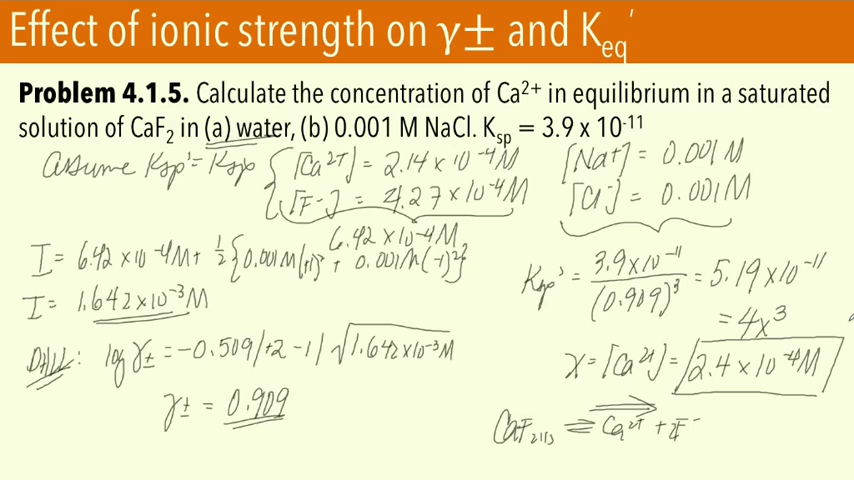 Effect of ionic strength on γ± and Keq′
Problem 4.1.5. Calculate the concentration of Ca²⁺ in equilibrium in a saturated
solution of CaF₂ in (a) water, (b) 0.001 M NaCl. Ksp = 3.9 x 10⁻¹¹
Assume Ksp' = Ksp
[Ca²⁺] = 2.14 × 10⁻⁴ M
[F⁻] = 4.27 × 10⁻⁴ M
6.42 × 10⁻⁴ M
[Na⁺] = 0.001 M
[Cl⁻] = 0.001 M
I = 6.42 × 10⁻⁴ M + ½ {0.001 M (+1)² + 0.001 M (-1)²}
I = 1.642 × 10⁻³ M
DHLL: log γ± = -0.509 |+2 -1| √1.642 × 10⁻³ M
γ± = 0.909
Ksp' = 3.9 × 10⁻¹¹ / (0.909)³ = 5.19 × 10⁻¹¹
= 4x³
x = [Ca²⁺] = 2.4 × 10⁻⁴ M
CaF₂(s) ⇌ Ca²⁺ + 2F⁻